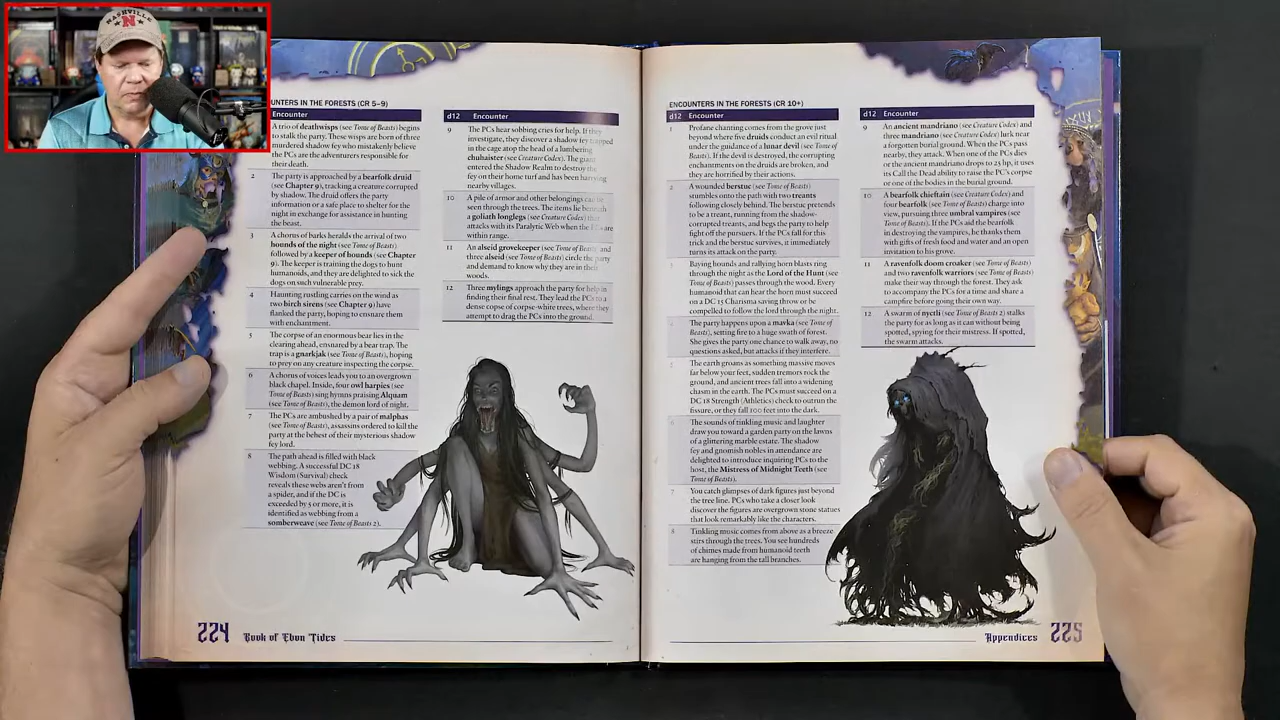 NASHVILLE
N
UNTERS IN THE FORESTS (CR 5–9)
Encounter
A trio of deathwisps (see Tome of Beasts) begins
to stalk the party. These wisps are born of three
murdered shadow fey who mistakenly believe
the PCs are the adventurers responsible for
their death.
2
The party is approached by a bearfolk druid
(see Chapter 9), tracking a creature corrupted
by shadow. The druid offers the party
information or a safe place to shelter for the
night in exchange for assistance in hunting
the beast.
3
A chorus of barks heralds the arrival of two
hounds of the night (see Tome of Beasts)
followed by a keeper of hounds (see Chapter
9). The keeper is training the dogs to hunt
humanoids, and they are delighted to sick the
dogs on such vulnerable prey.
4
Haunting rustling carries on the wind as
two birch sirens (see Chapter 9) have
flanked the party, hoping to ensnare them
with enchantment.
5
The corpse of an enormous bear lies in the
clearing ahead, ensnared by a bear trap. The
trap is a gnarkjak (see Tome of Beasts), hoping
to prey on any creature inspecting the corpse.
6
A chorus of voices leads you to an overgrown
black chapel. Inside, four owl harpies (see
Tome of Beasts) sing hymns praising Alquam
(see Tome of Beasts), the demon lord of night.
7
The PCs are ambushed by a pair of malphas
(see Tome of Beasts), assassins ordered to kill the
party at the behest of their mysterious shadow
fey lord.
8
The path ahead is filled with black
webbing. A successful DC 18
Wisdom (Survival) check
reveals these webs aren't from
a spider, and if the DC is
exceeded by 5 or more, it is
identified as webbing from a
somberweave (see Tome of Beasts 2).
d12 Encounter
9
The PCs hear sobbing cries for help. If they
investigate, they discover a shadow fey trapped
in the cage atop the head of a lumbering
chuhaister (see Creature Codex). The giant
entered the Shadow Realm to destroy the
fey on their home turf and has been harrying
nearby villages.
10
A pile of armor and other belongings can be
seen through the trees. The items lie beneath
a goliath longlegs (see Creature Codex) that
attacks with its Paralytic Web when the PCs are
within range.
11
An alseid grovekeeper (see Tome of Beasts) and
three alseid (see Tome of Beasts) circle the party
and demand to know why they are in their
woods.
12
Three mylings approach the party for help in
finding their final rest. They lead the PCs to a
dense copse of corpse-white trees, where they
attempt to drag the PCs into the ground.
224
Book of Ebon Tides
ENCOUNTERS IN THE FORESTS (CR 10+)
d12 Encounter
1
Profane chanting comes from the grove just
beyond where five druids conduct an evil ritual
under the guidance of a lunar devil (see Tome of
Beasts). If the devil is destroyed, the corrupting
enchantments on the druids are broken, and
they are horrified by their actions.
2
A wounded berstuc (see Tome of Beasts)
stumbles onto the path with two treants
following closely behind. The berstuc pretends
to be a treant, running from the shadow-
corrupted treants, and begs the party to help
fight off the pursuers. If the PCs fall for this
trick and the berstuc survives, it immediately
turns its attack on the party.
Baying hounds and rallying horn blasts ring
through the night as the Lord of the Hunt (see
Tome of Beasts) passes through the wood. Every
humanoid that can hear the horn must succeed
on a DC 15 Charisma saving throw or be
compelled to follow the lord through the night.
The party happens upon a mavka (see Tome of
Beasts), setting fire to a huge swath of forest.
She gives the party one chance to walk away, no
questions asked, but attacks if they interfere.
The earth groans as something massive moves
far below your feet, sudden tremors rock the
ground, and ancient trees fall into a widening
chasm in the earth. The PCs must succeed on a
DC 18 Strength (Athletics) check to outrun the
fissure, or they fall 100 feet into the dark.
The sounds of tinkling music and laughter
draw you toward a garden party on the lawns
of a glittering marble estate. The shadow
fey and gnomish nobles in attendance are
delighted to introduce inquiring PCs to the
host, the Mistress of Midnight Teeth (see
Tome of Beasts).
7
You catch glimpses of dark figures just beyond
the tree line. PCs who take a closer look
discover the figures are overgrown stone statues
that look remarkably like the characters.
8
Tinkling music comes from above as a breeze
stirs through the trees. You see hundreds
of chimes made from humanoid teeth
are hanging from the tall branches.
d12 Encounter
9
An ancient mandriano (see Creature Codex) and
three mandriano (see Creature Codex) lurk near
a forgotten burial ground. When the PCs pass
nearby, they attack. When one of the PCs dies
or the ancient mandriano drops to 25 hp, it uses
its Call the Dead ability to raise the PC's corpse
or one of the bodies in the burial ground.
10
A bearfolk chieftain (see Creature Codex) and
four bearfolk (see Tome of Beasts) charge into
view, pursuing three umbral vampires (see
Tome of Beasts). If the PCs aid the bearfolk
in destroying the vampires, he thanks them
with gifts of fresh food and water and an open
invitation to his grove.
11
A ravenfolk doom croaker (see Tome of Beasts)
and two ravenfolk warriors (see Tome of Beasts)
make their way through the forest. They ask
to accompany the PCs for a time and share a
campfire before going their own way.
12
A swarm of nyctli (see Tome of Beasts 2) stalks
the party for as long as it can without being
spotted, spying for their mistress. If spotted,
the swarm attacks.
Appendices
225